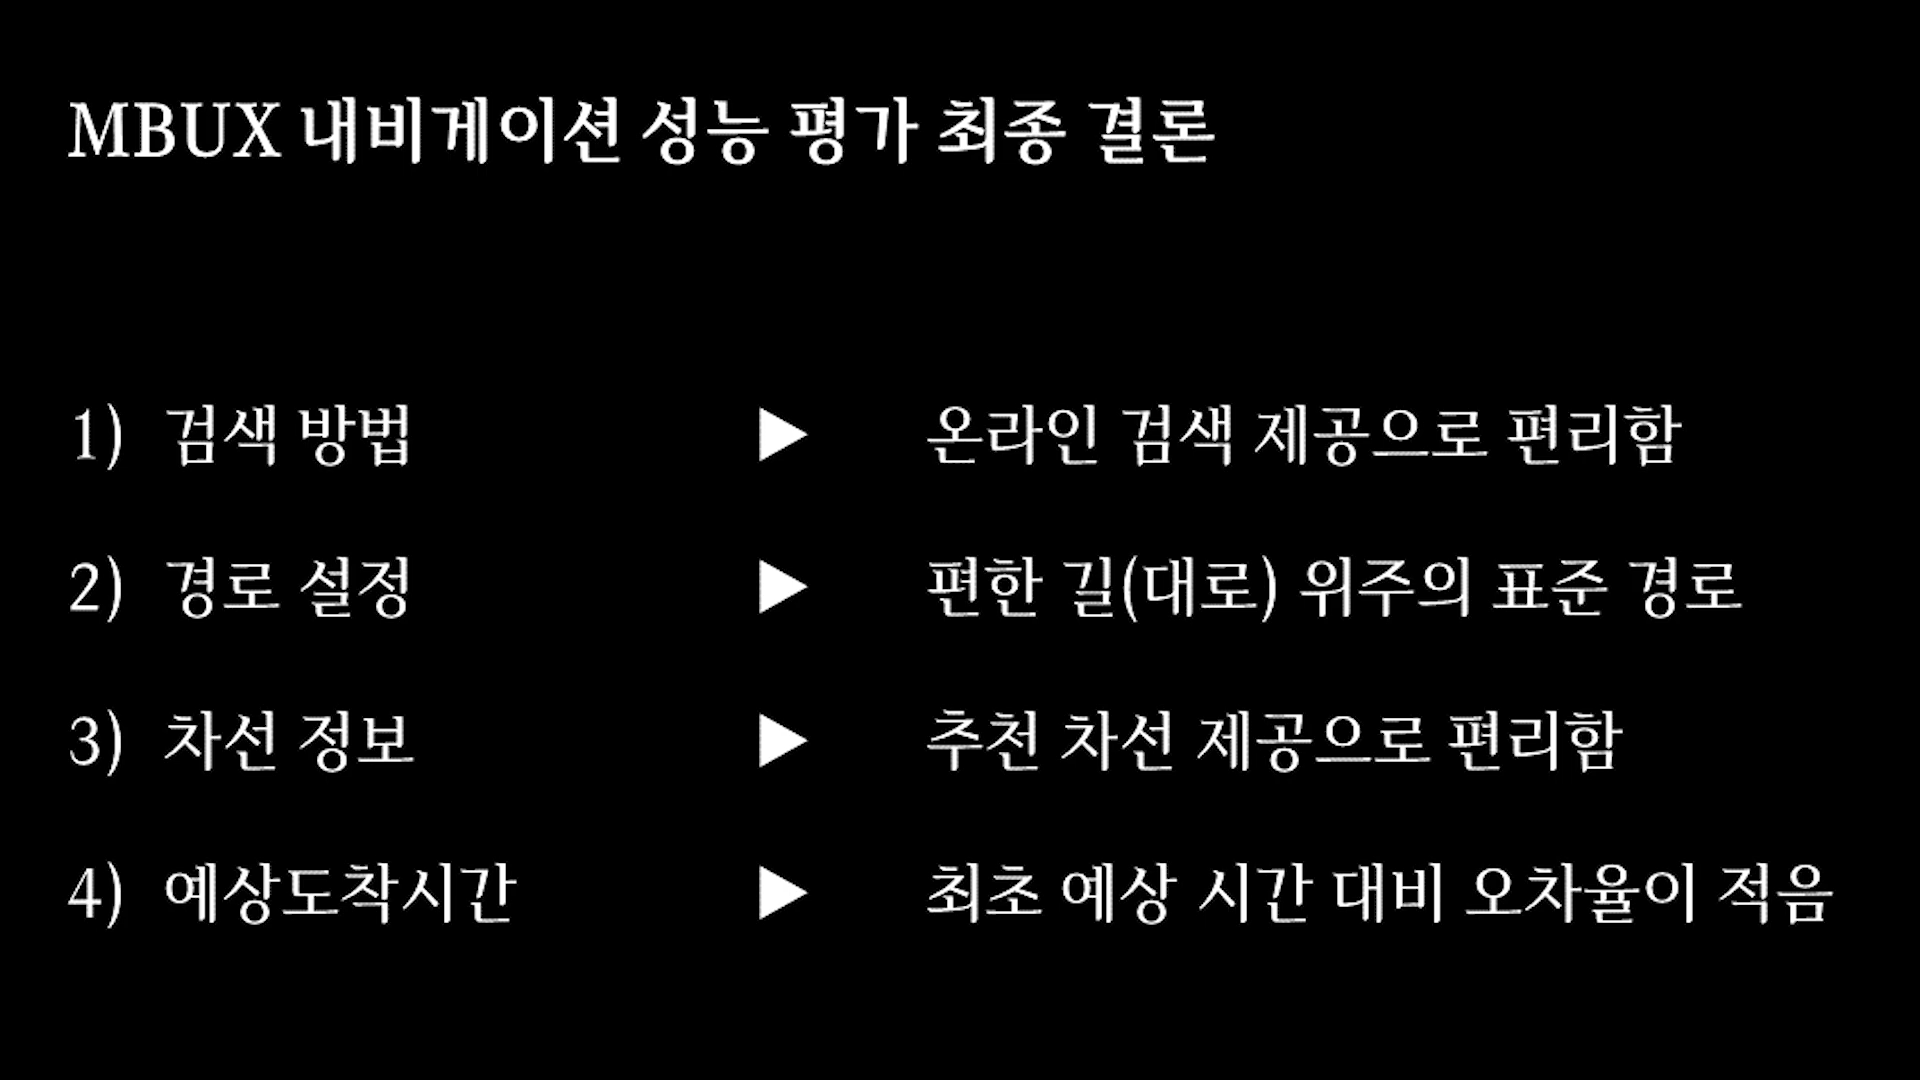 MBUX 내비게이션 성능 평가 최종 결론
1) 검색 방법 ▶ 온라인 검색 제공으로 편리함
2) 경로 설정 ▶ 편한 길(대로) 위주의 표준 경로
3) 차선 정보 ▶ 추천 차선 제공으로 편리함
4) 예상도착시간 ▶ 최초 예상 시간 대비 오차율이 적음